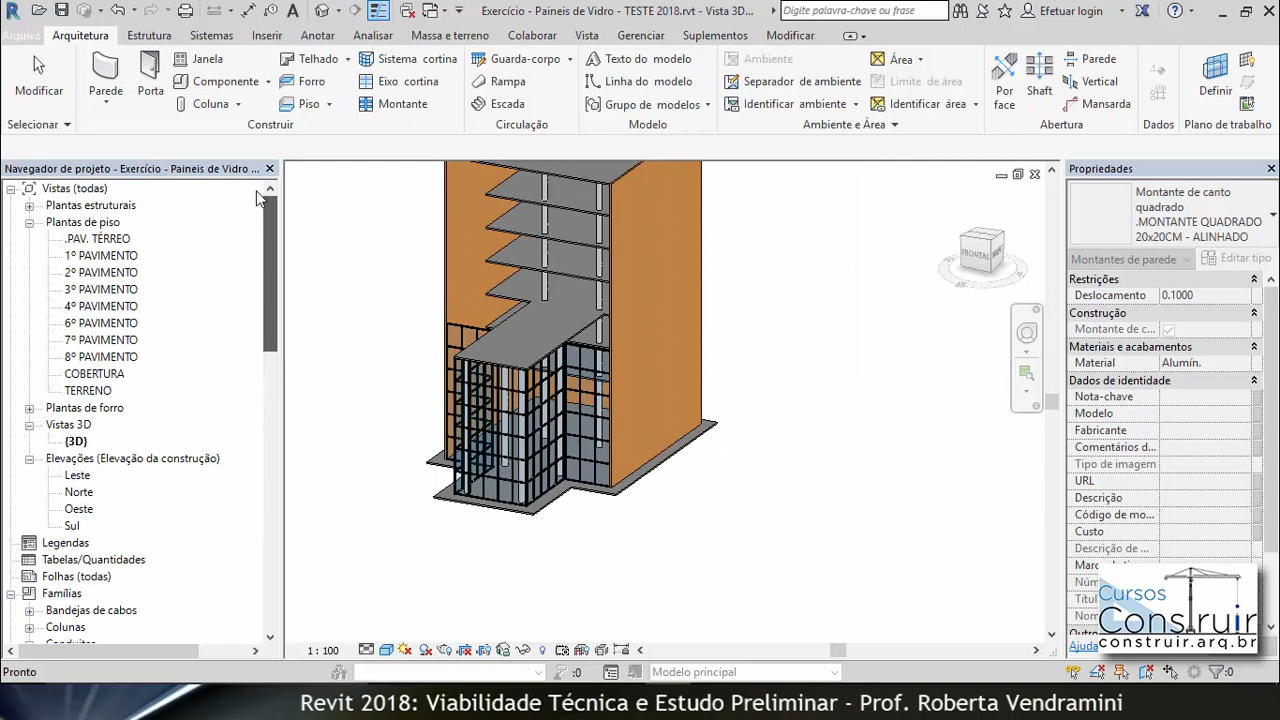 Exercício - Paineis de Vidro - TESTE 2018.rvt - Vista 3D...
Digite palavra-chave ou frase
Efetuar login
Arquivo Arquitetura Estrutura Sistemas Inserir Anotar Analisar Massa e terreno Colaborar Vista Gerenciar Suplementos Modificar
Modificar
Selecionar
Parede
Porta
Janela
Componente
Coluna
Telhado
Forro
Piso
Sistema cortina
Eixo cortina
Montante
Construir
Guarda-corpo
Rampa
Escada
Circulação
Texto do modelo
Linha do modelo
Grupo de modelos
Modelo
Ambiente
Separador de ambiente
Identificar ambiente
Área
Limite de área
Identificar área
Ambiente e Área
Por face
Shaft
Parede
Vertical
Mansarda
Abertura
Dados
Definir
Plano de trabalho
Navegador de projeto - Exercício - Paineis de Vidro ...
Vistas (todas)
Plantas estruturais
Plantas de piso
.PAV. TÉRREO
1º PAVIMENTO
2º PAVIMENTO
3º PAVIMENTO
4º PAVIMENTO
6º PAVIMENTO
7º PAVIMENTO
8º PAVIMENTO
COBERTURA
TERRENO
Plantas de forro
Vistas 3D
{3D}
Elevações (Elevação da construção)
Leste
Norte
Oeste
Sul
Legendas
Tabelas/Quantidades
Folhas (todas)
Famílias
Bandejas de cabos
Colunas
FRONTAL
Propriedades
Montante de canto
quadrado
.MONTANTE QUADRADO
20x20CM - ALINHADO
Montantes de parede
Editar tipo
Restrições
Deslocamento 0.1000
Construção
Montante de c...
Materiais e acabamentos
Material Alumín.
Dados de identidade
Nota-chave
Modelo
Fabricante
Comentários d...
Tipo de imagem
URL
Descrição
Código de mo...
Custo
Descrição de ...
Ajuda
Cursos
Construir
construir.arq.br
1 : 100
Pronto
:0
Modelo principal
:0
Revit 2018: Viabilidade Técnica e Estudo Preliminar - Prof. Roberta Vendramini